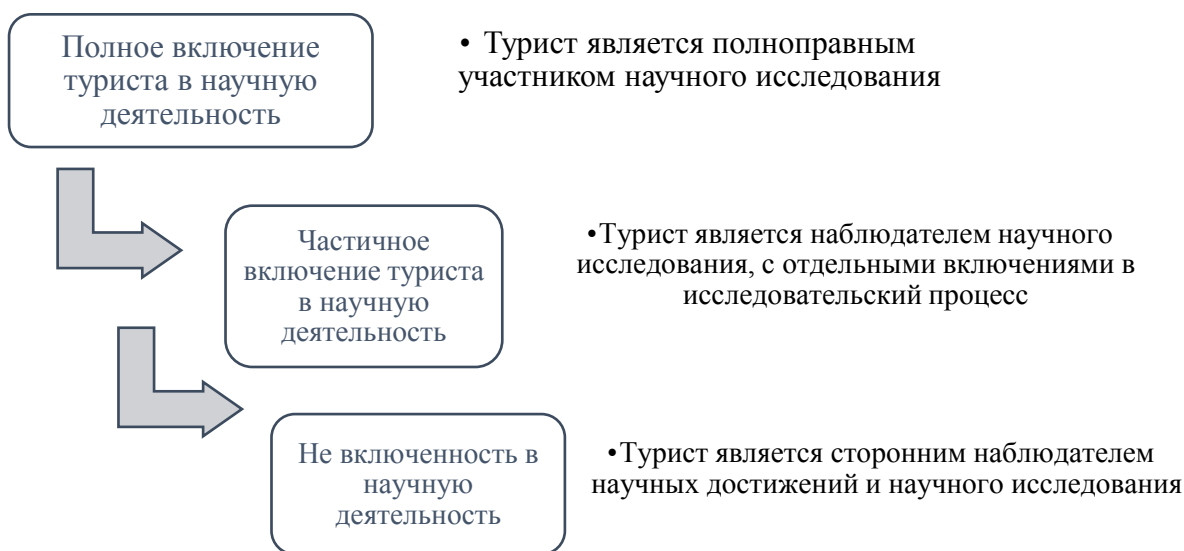 Полное включение
туриста в научную
деятельность
• Турист является полноправным
участником научного исследования
Частичное
включение туриста
в научную
деятельность
•Турист является наблюдателем научного
исследования, с отдельными включениями в
исследовательский процесс
Не включенность в
научную
деятельность
•Турист является сторонним наблюдателем
научных достижений и научного исследования